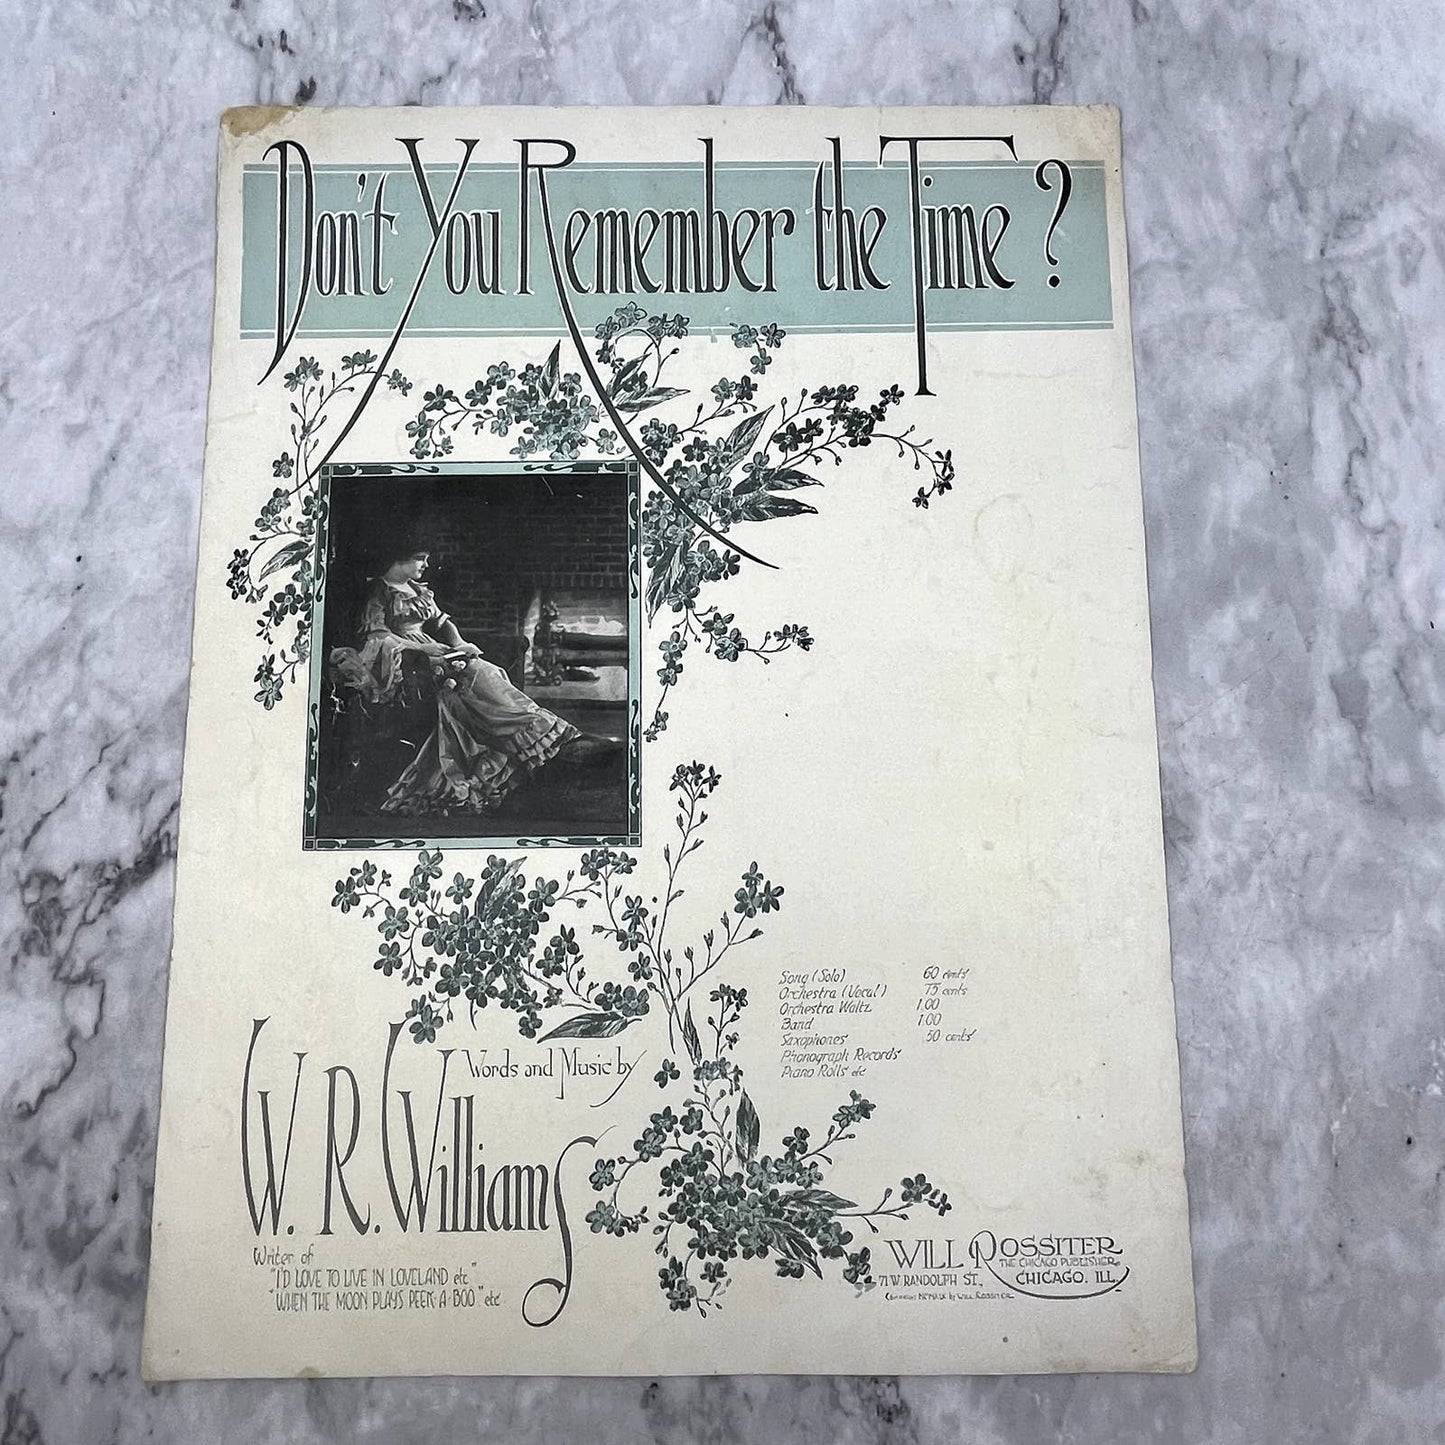 Don't You Remember the Time?
Song (Solo) 60 cents
Orchestra (Vocal) 75 cents
Orchestra Waltz 1.00
Band 1.00
Saxophones 50 cents
Phonograph Records
Piano Rolls etc
Words and Music by
W. R. Williams
Writer of
"I'D LOVE TO LIVE IN LOVELAND etc"
"WHEN THE MOON PLAYS PEEK-A-BOO" etc
WILL ROSSITER
THE CHICAGO PUBLISHER
71 W. RANDOLPH ST., CHICAGO, ILL.
by WILL ROSSITER